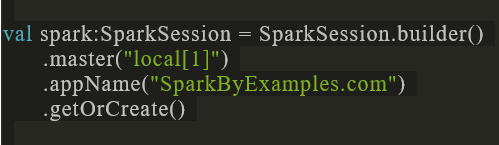 val spark:SparkSession = SparkSession.builder()
.master("local[1]")
.appName("SparkByExamples.com")
.getOrCreate()